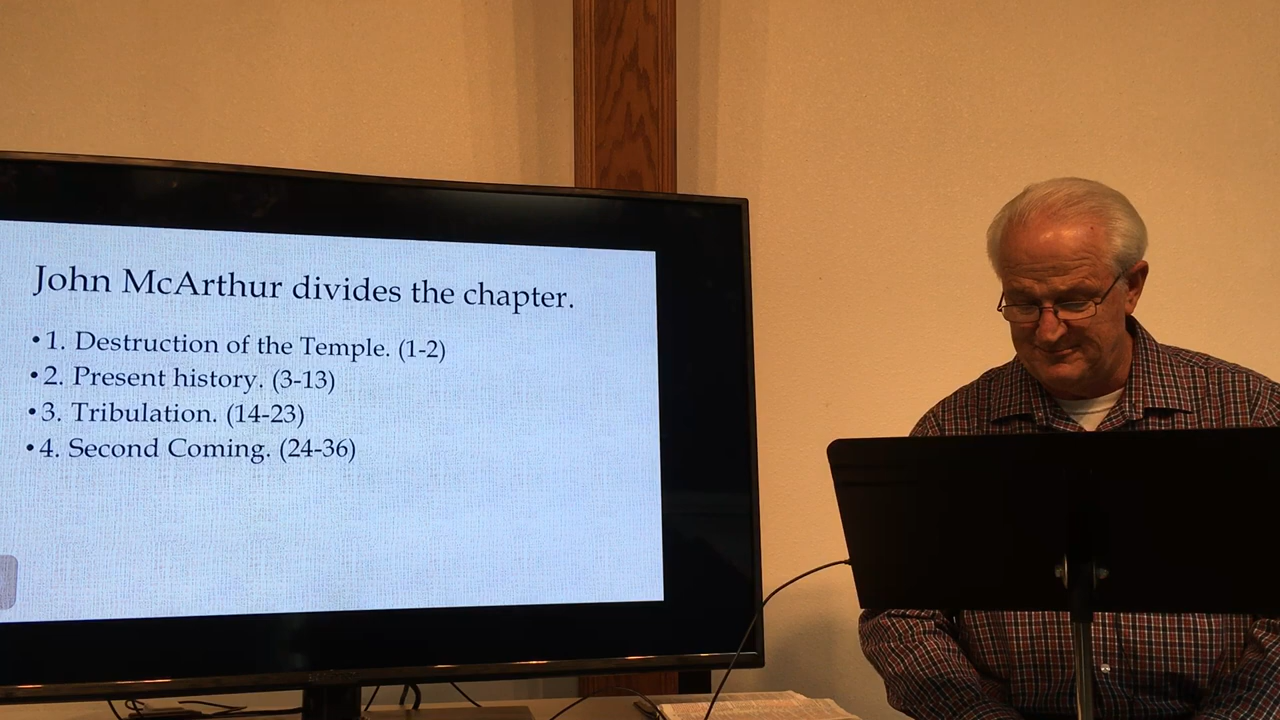 John McArthur divides the chapter.
• 1. Destruction of the Temple. (1-2)
• 2. Present history. (3-13)
• 3. Tribulation. (14-23)
• 4. Second Coming. (24-36)